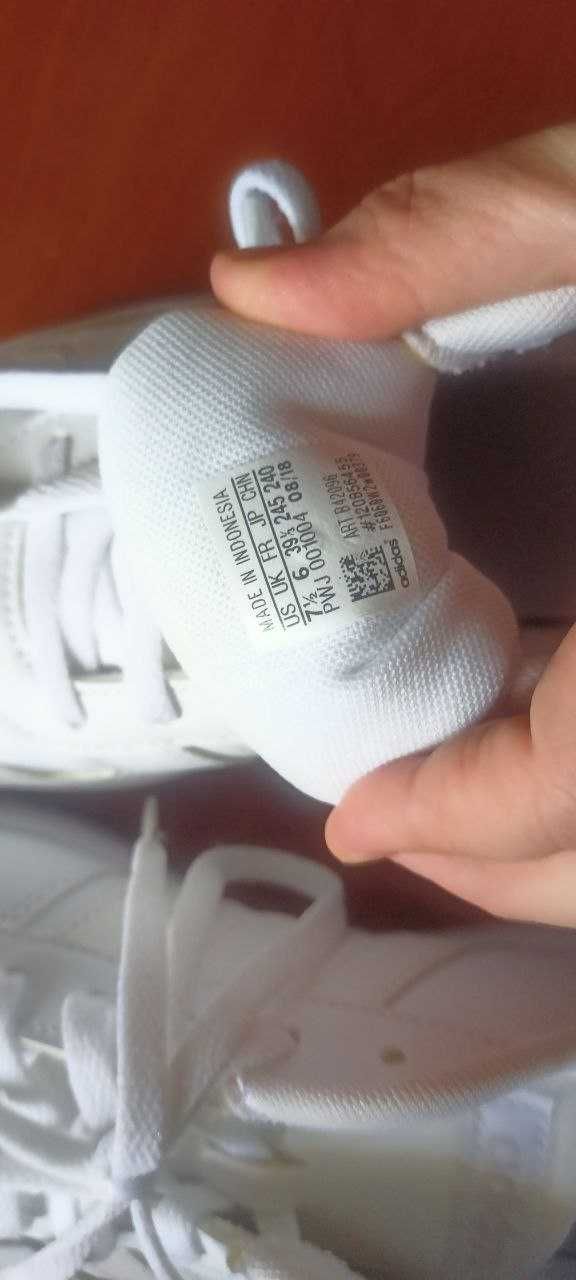 MADE IN INDONESIA
US UK FR JP CHN
7½ 6 39⅓ 245 240
PWJ 001004 08/18
ART B42096
#1220856455
adidas